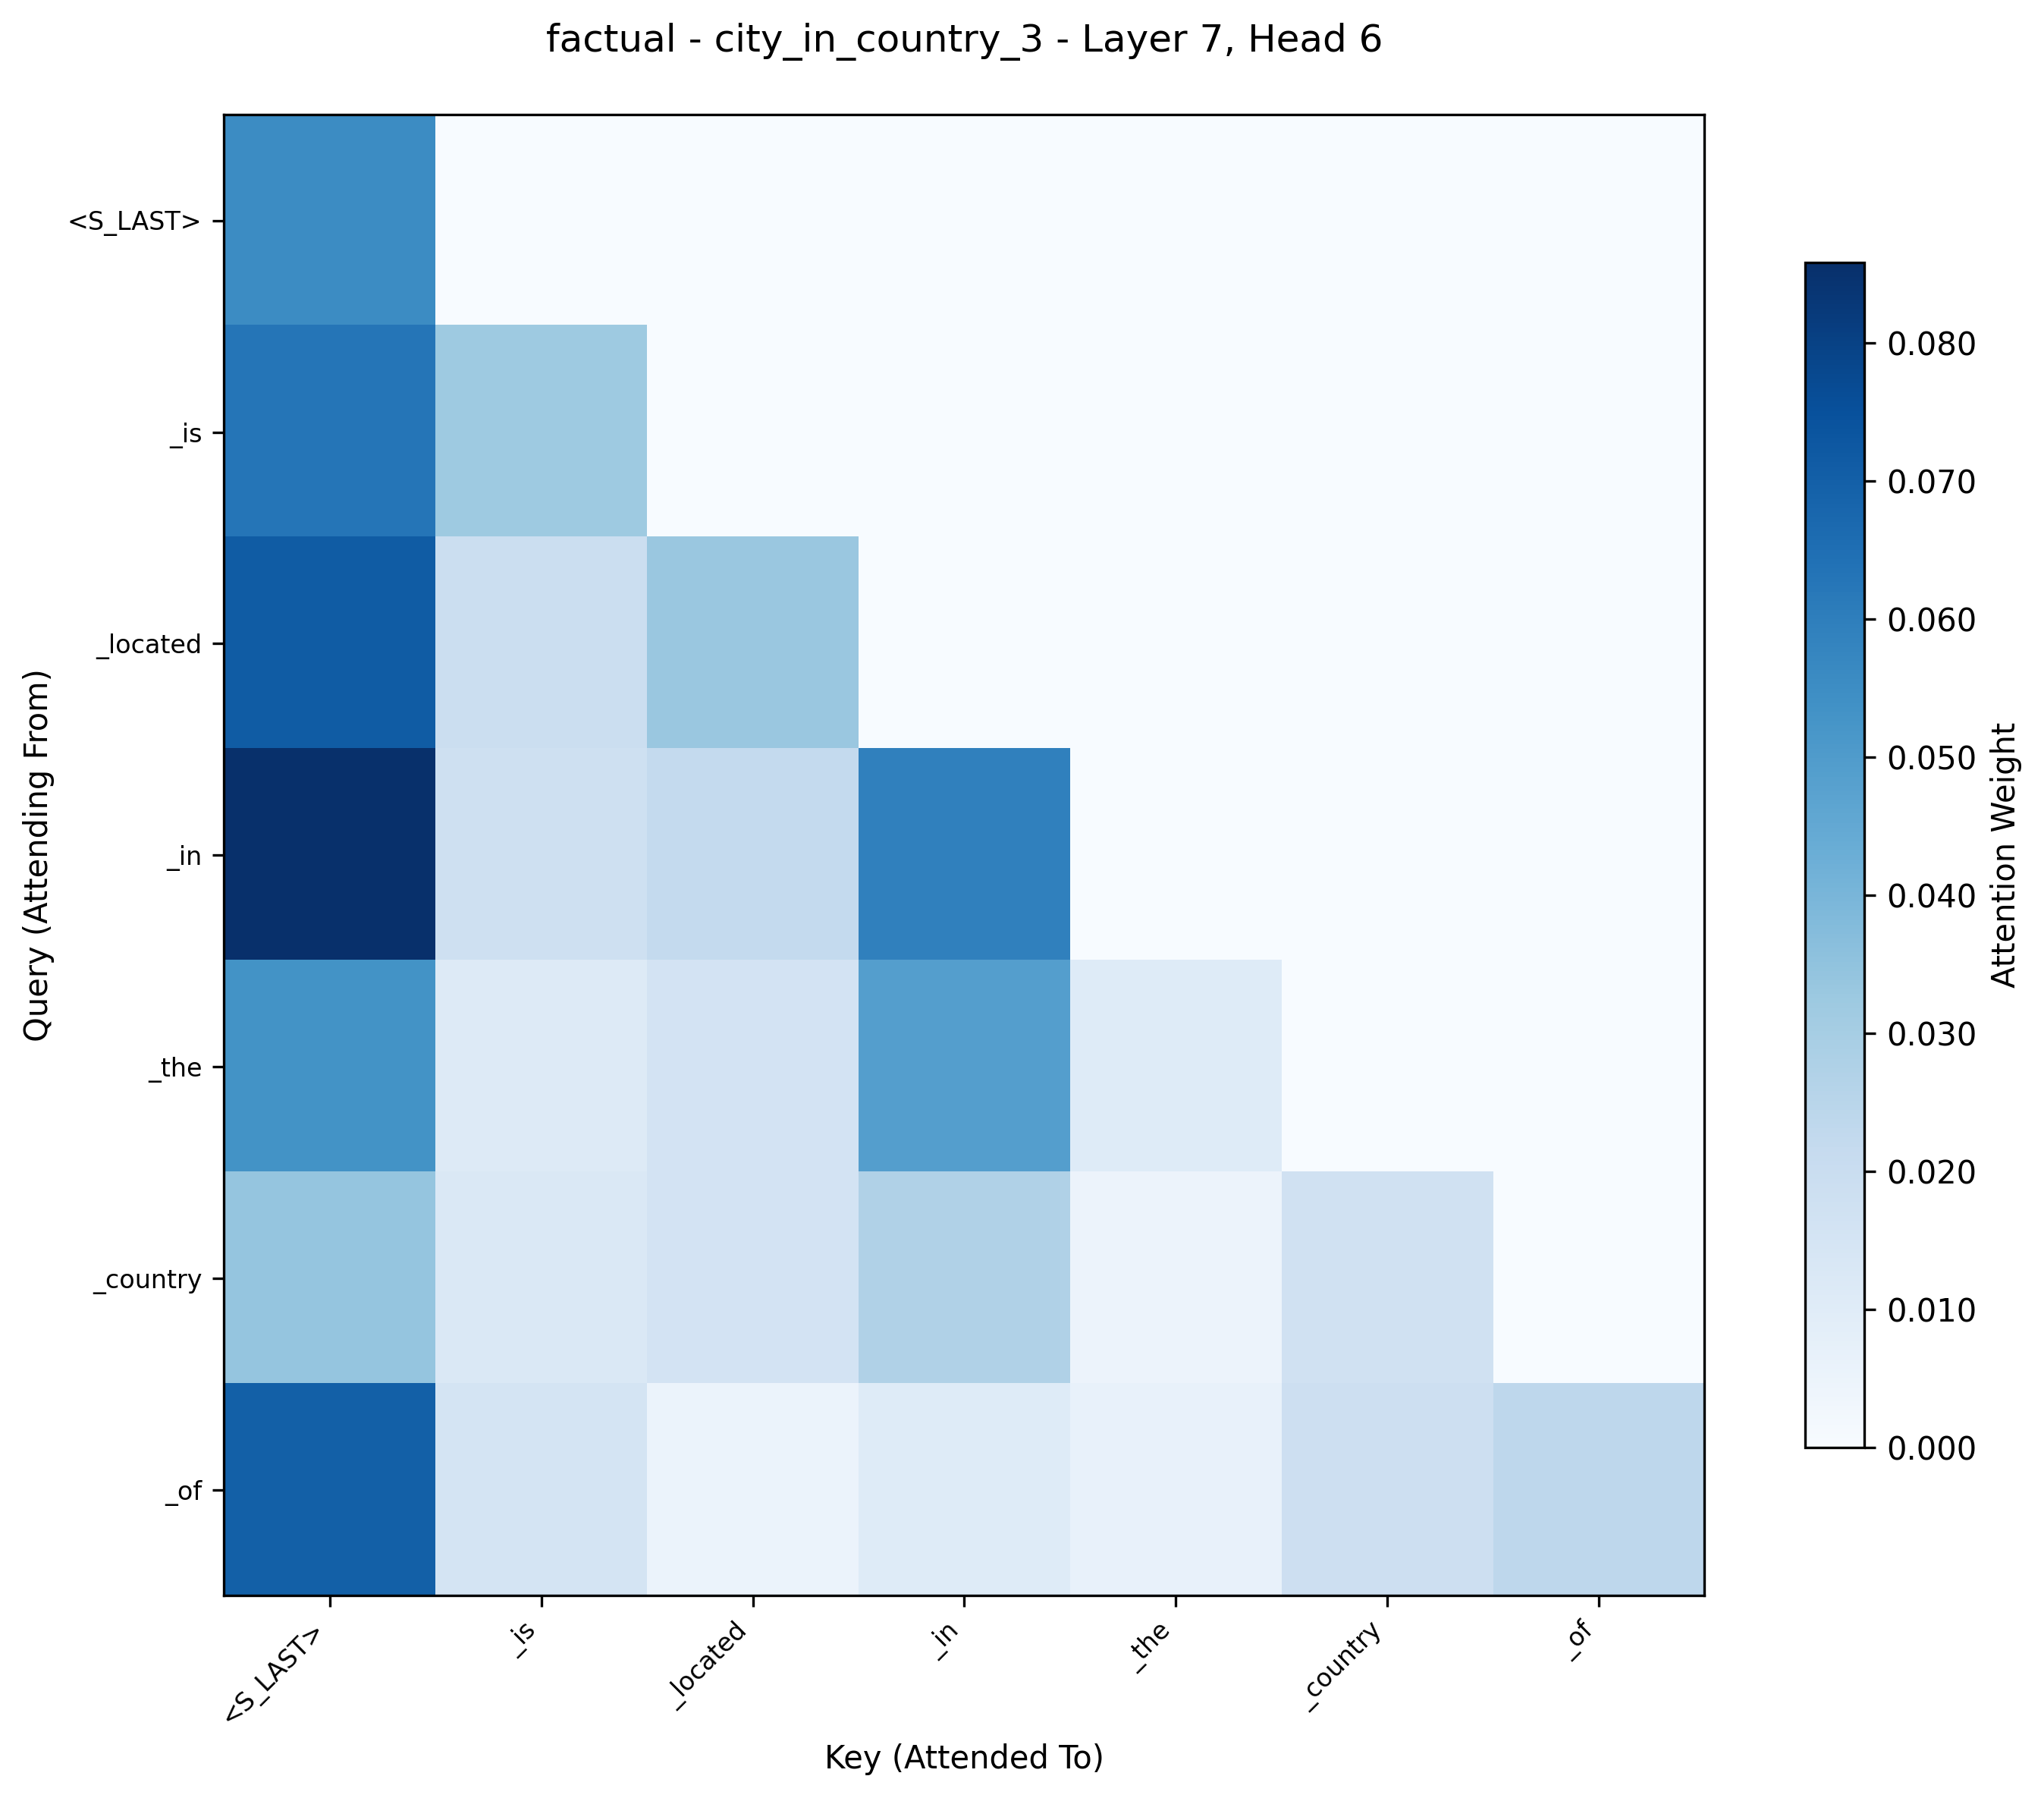 factual - city_in_country_3 - Layer 7, Head 6
Query (Attending From)
<S_LAST>
_is
_located
_in
_the
_country
_of
<S_LAST>
_is
_located
_in
_the
_country
_of
Key (Attended To)
0.080
0.070
0.060
0.050
0.040
0.030
0.020
0.010
0.000
Attention Weight